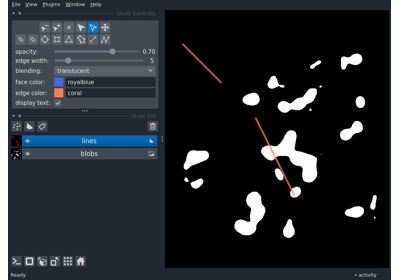 File View Plugins Window Help
layer controls
opacity: 0.70
edge width: 5
blending: translucent
face color: royalblue
edge color: coral
display text:
layer list
lines
blobs
Ready
activity